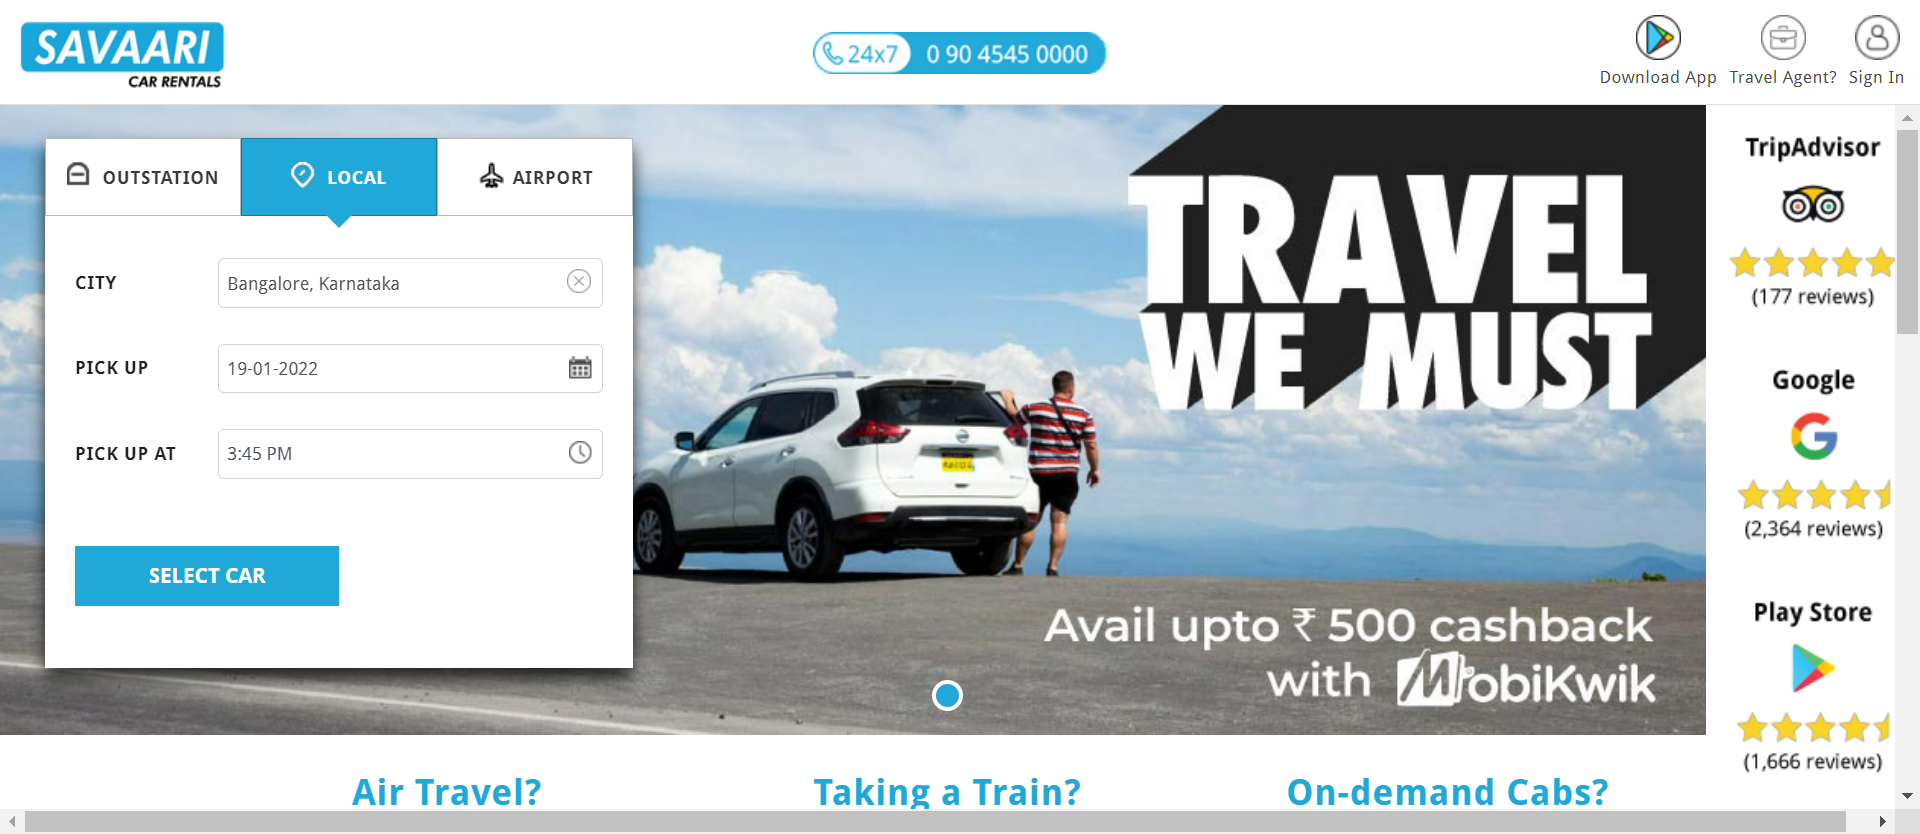 SAVAARI
CAR RENTALS
24x7 0 90 4545 0000
Download App
Travel Agent?
Sign In
OUTSTATION
LOCAL
AIRPORT
CITY
Bangalore, Karnataka
PICK UP
19-01-2022
PICK UP AT
3:45 PM
SELECT CAR
TRAVEL
WE MUST
Avail upto ₹ 500 cashback
with MobiKwik
TripAdvisor
(177 reviews)
Google
(2,364 reviews)
Play Store
(1,666 reviews)
Air Travel?
Taking a Train?
On-demand Cabs?